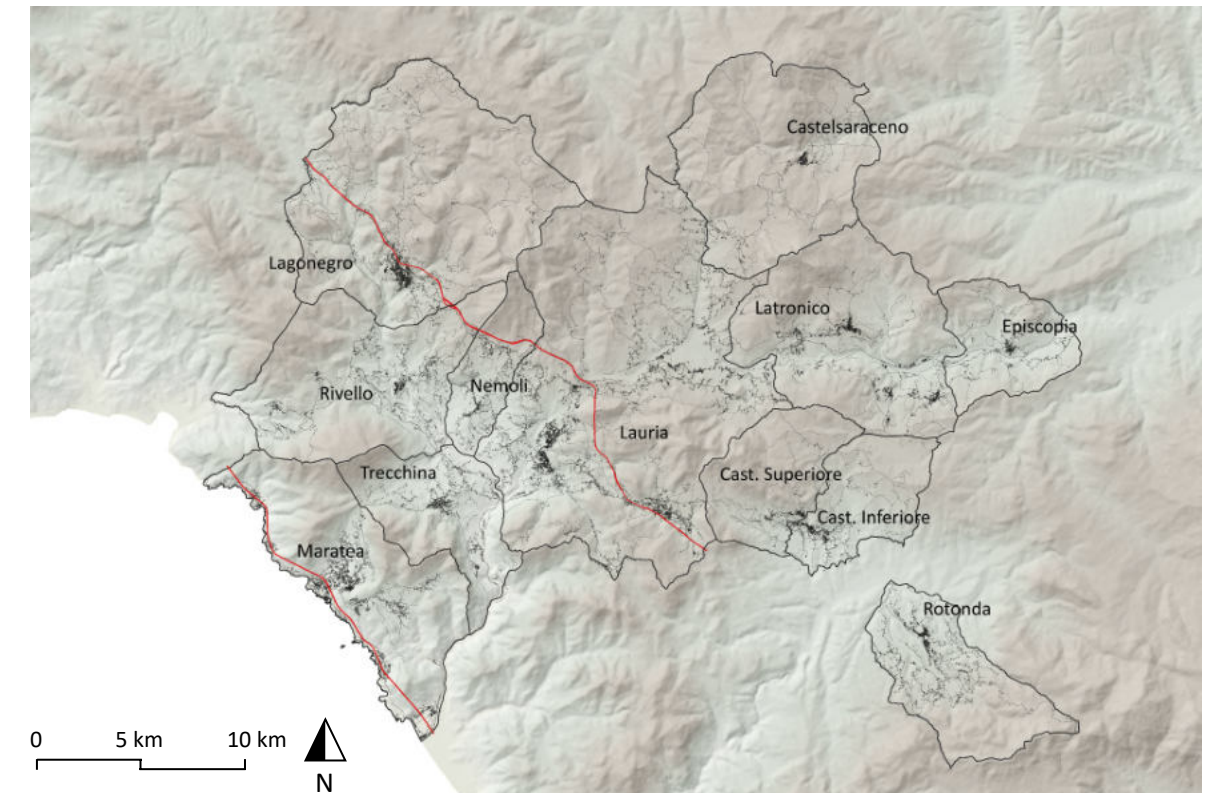 Castelsaraceno
Lagonegro
Latronico
Episcopia
Rivello
Nemoli
Lauria
Trecchina
Cast. Superiore
Cast. Inferiore
Maratea
Rotonda
0 5 km 10 km
N